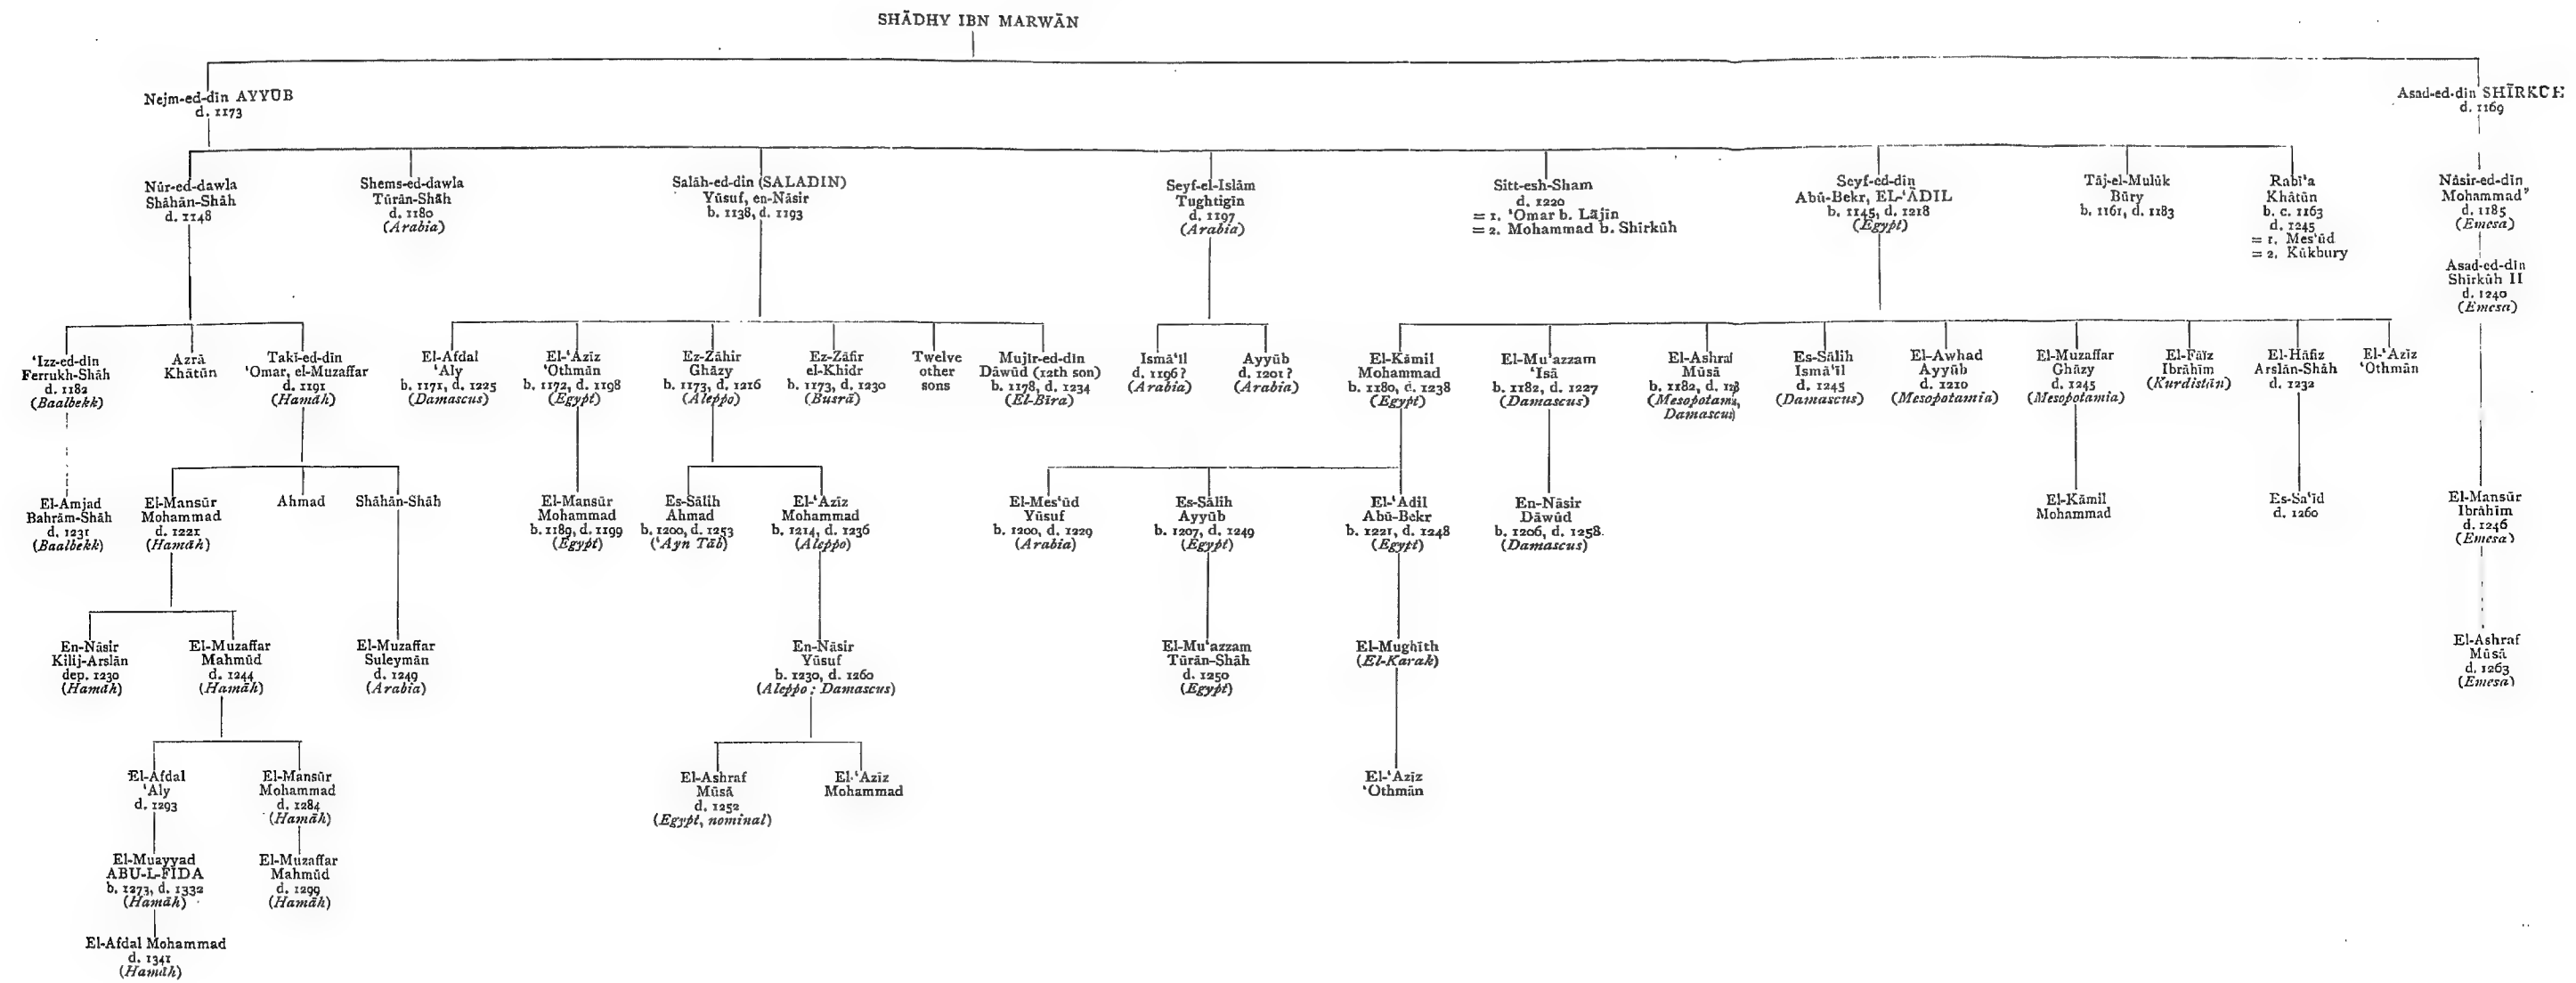 SHĀDHY IBN MARWĀN
Nejm-ed-dīn AYYŪB
d. 1173
Asad-ed-din SHĪRKŪH
d. 1169
Nūr-ed-dawla
Shāhān-Shāh
d. 1148
Shems-ed-dawla
Tūrān-Shāh
d. 1180
(Arabia)
Salāh-ed-dīn (SALADIN)
Yūsuf, en-Nāsir
b. 1138, d. 1193
Seyf-el-Islām
Tughtigīn
d. 1197
(Arabia)
Sitt-esh-Sham
d. 1220
= 1. ‘Omar b. Lājīn
= 2. Mohammad b. Shīrkūh
Seyf-ed-dīn
Abū-Bekr, EL-‘ĀDIL
b. 1145, d. 1218
(Egypt)
Tāj-el-Mulūk
Būry
b. 1161, d. 1183
Rabī‘a
Khātūn
b. c. 1163
d. 1245
= 1. Mes‘ūd
= 2. Kūkbury
Nāsir-ed-dīn
Mohammad
d. 1185
(Emesa)
Asad-ed-dīn
Shīrkūh II
d. 1240
(Emesa)
‘Izz-ed-dīn
Ferrukh-Shāh
d. 1182
(Baalbekk)
Azrā
Khātūn
Takī-ed-dīn
‘Omar, el-Muzaffar
d. 1191
(Hamāh)
El-Afdal
‘Aly
b. 1171, d. 1225
(Damascus)
El-‘Azīz
‘Othmān
b. 1172, d. 1198
(Egypt)
Ez-Zāhir
Ghāzy
b. 1173, d. 1216
(Aleppo)
Ez-Zāfir
el-Khidr
b. 1173, d. 1230
(Busrā)
Twelve
other
sons
Mujīr-ed-dīn
Dāwūd (12th son)
b. 1178, d. 1234
(El-Bīra)
Ismā‘īl
d. 1196?
(Arabia)
Ayyūb
d. 1201?
(Arabia)
El-Kāmil
Mohammad
b. 1180, d. 1238
(Egypt)
El-Mu‘azzam
‘Isā
b. 1182, d. 1227
(Damascus)
El-Ashraf
Mūsā
b. 1182, d.
(Mesopotamia,
Damascus)
Es-Sālih
Ismā‘īl
d. 1245
(Damascus)
El-Awhad
Ayyūb
d. 1210
(Mesopotamia)
El-Muzaffar
Ghāzy
d. 1245
(Mesopotamia)
El-Fāïz
Ibrāhīm
(Kurdistān)
El-Hāfiz
Arslān-Shāh
d. 1232
El-‘Azīz
‘Othmān
El-Amjad
Bahrām-Shāh
d. 1231
(Baalbekk)
El-Mansūr
Mohammad
d. 1221
(Hamāh)
Ahmad
Shāhān-Shāh
El-Mansūr
Mohammad
b. 1189, d. 1199
(Egypt)
Es-Sālih
Ahmad
b. 1200, d. 1253
(‘Ayn Tāb)
El-‘Azīz
Mohammad
b. 1214, d. 1236
(Aleppo)
El-Mes‘ūd
Yūsuf
b. 1200, d. 1229
(Arabia)
Es-Sālih
Ayyūb
b. 1207, d. 1249
(Egypt)
El-‘Adil
Abū-Bekr
b. 1221, d. 1248
(Egypt)
En-Nāsir
Dāwūd
b. 1206, d. 1258.
(Damascus)
El-Kāmil
Mohammad
Es-Sa‘īd
d. 1260
El-Mansūr
Ibrāhīm
d. 1246
(Emesa)
En-Nāsir
Kilij-Arslān
dep. 1230
(Hamāh)
El-Muzaffar
Mahmūd
d. 1244
(Hamāh)
El-Muzaffar
Suleymān
d. 1249
(Arabia)
En-Nāsir
Yūsuf
b. 1230, d. 1260
(Aleppo: Damascus)
El-Mu‘azzam
Tūrān-Shāh
d. 1250
(Egypt)
El-Mughīth
(El-Karak)
El-Ashraf
Mūsā
d. 1263
(Emesa)
El-Afdal
‘Aly
d. 1293
El-Mansūr
Mohammad
d. 1284
(Hamāh)
El-Ashraf
Mūsā
d. 1252
(Egypt, nominal)
El-‘Azīz
Mohammad
El-‘Azīz
‘Othmān
El-Muayyad
ABU-L-FIDA
b. 1273, d. 1332
(Hamāh)
El-Muzaffar
Mahmūd
d. 1299
(Hamāh)
El-Afdal Mohammad
d. 1341
(Hamāh)